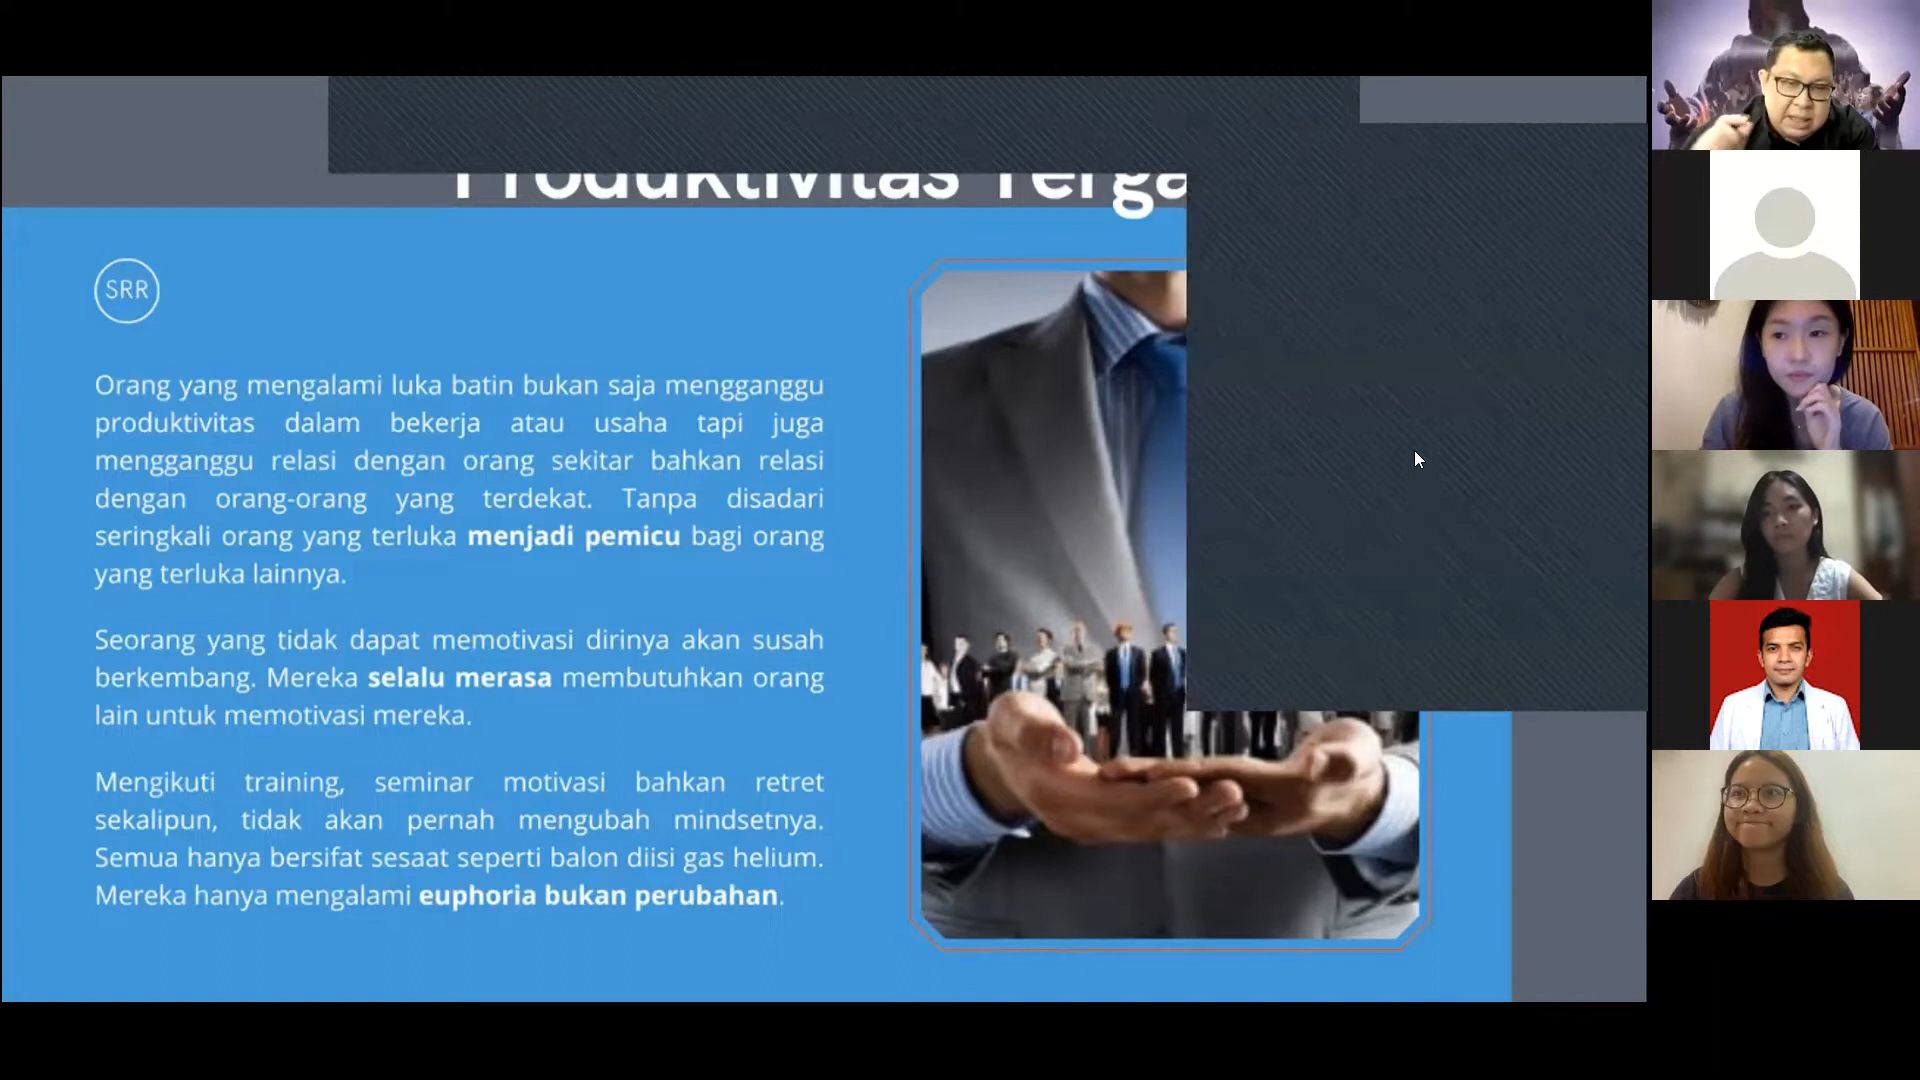 Produktivitas
SRR
Orang yang mengalami luka batin bukan saja mengganggu
produktivitas dalam bekerja atau usaha tapi juga
mengganggu relasi dengan orang sekitar bahkan relasi
dengan orang-orang yang terdekat. Tanpa disadari
seringkali orang yang terluka menjadi pemicu bagi orang
yang terluka lainnya.
Seorang yang tidak dapat memotivasi dirinya akan susah
berkembang. Mereka selalu merasa membutuhkan orang
lain untuk memotivasi mereka.
Mengikuti training, seminar motivasi bahkan retret
sekalipun, tidak akan pernah mengubah mindsetnya.
Semua hanya bersifat sesaat seperti balon diisi gas helium.
Mereka hanya mengalami euphoria bukan perubahan.